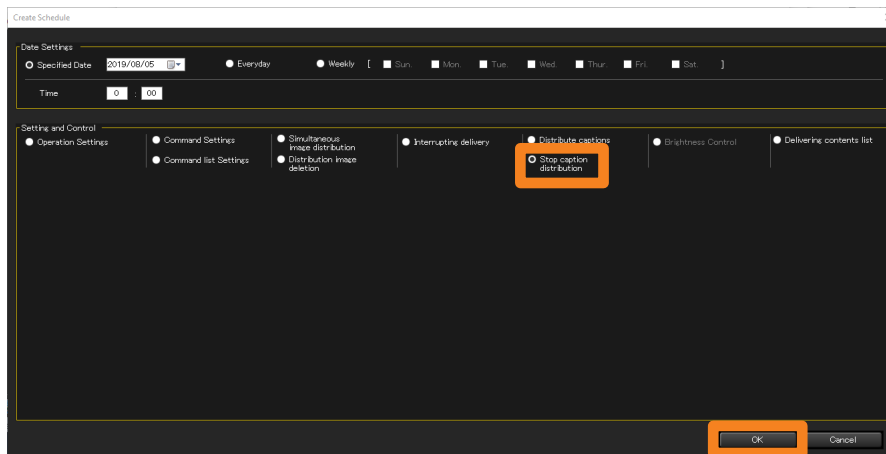 Create Schedule
Date Settings
Specified Date 2019/08/05 Everyday Weekly [ Sun. Mon. Tue. Wed. Thur. Fri. Sat. ]
Time 0 : 00
Setting and Control
Operation Settings Command Settings Simultaneous image distribution Interrupting delivery Distribute captions Brightness Control Delivering contents list
Command list Settings Distribution image deletion Stop caption distribution
OK Cancel